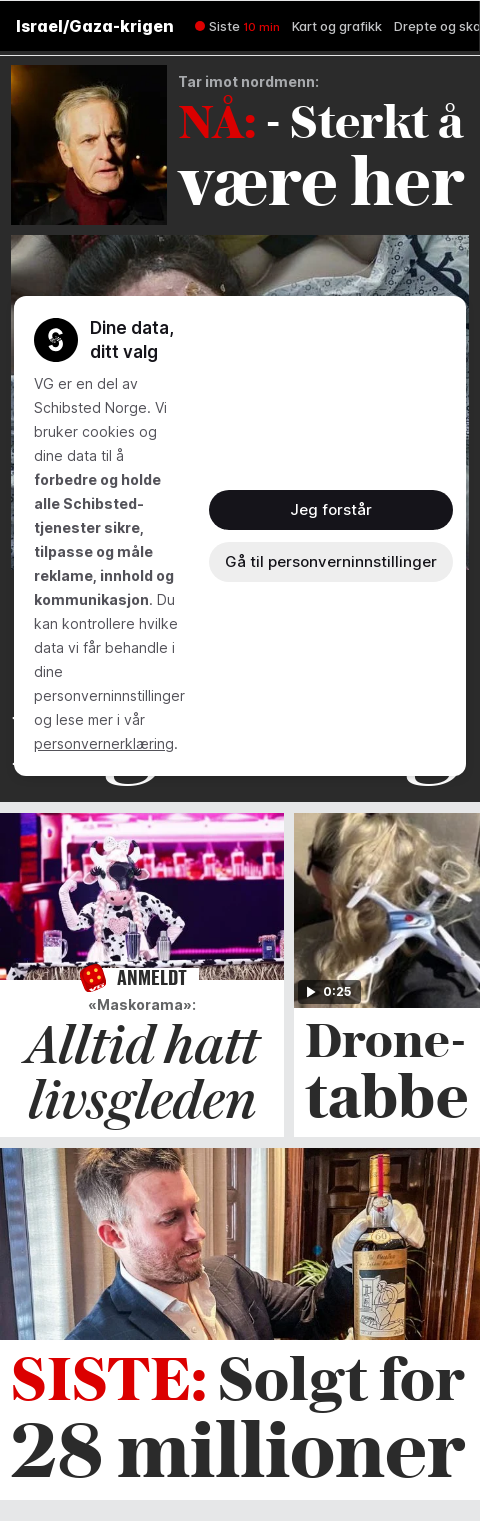 Israel/Gaza-krigen
Siste 10 min
Kart og grafikk
Drepte og ska
Tar imot nordmenn:
NÅ: - Sterkt å
være her
Dine data,
ditt valg
VG er en del av
Schibsted Norge. Vi
bruker cookies og
dine data til å
forbedre og holde
alle Schibsted-
tjenester sikre,
tilpasse og måle
reklame, innhold og
kommunikasjon. Du
kan kontrollere hvilke
data vi får behandle i
dine
personverninnstillinger
og lese mer i vår
personvernerklæring.
Jeg forstår
Gå til personverninnstillinger
ANMELDT
«Maskorama»:
Alltid hatt
livsgleden
0:25
Drone-
tabbe
SISTE: Solgt for
28 millioner